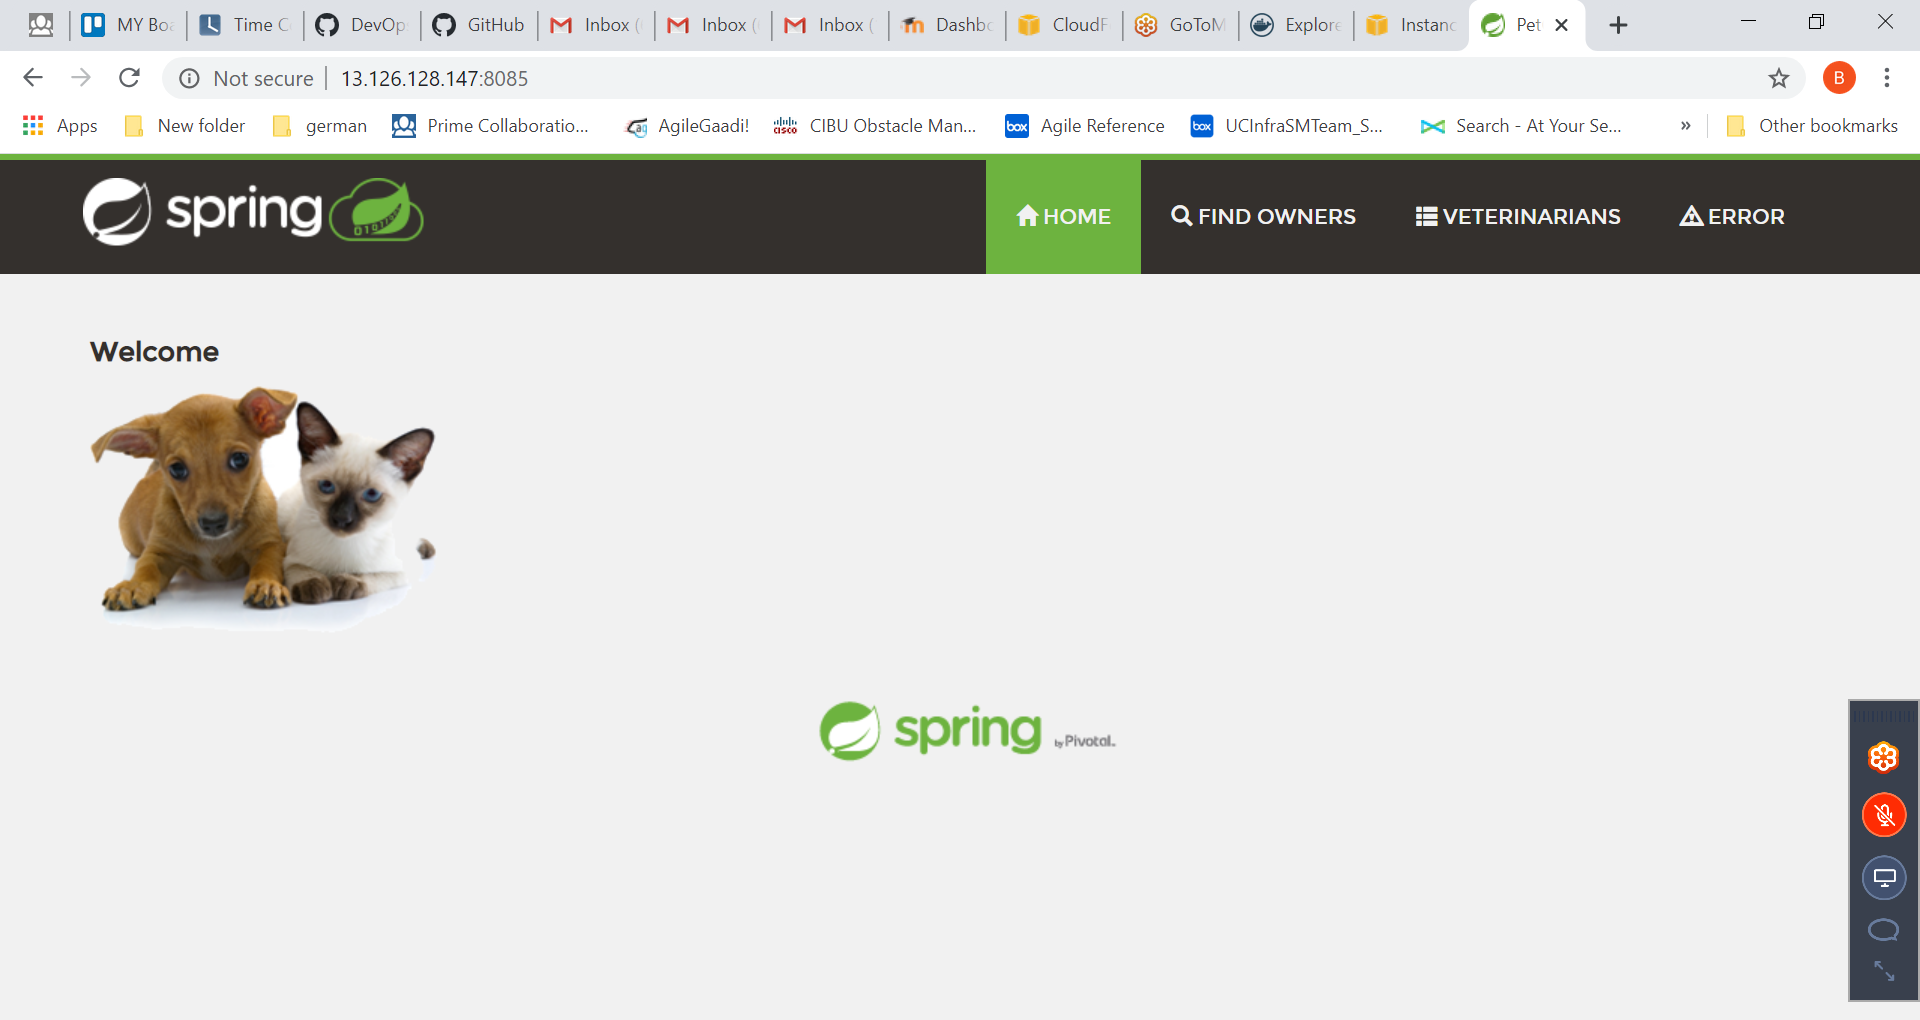 MY Boa Time C DevOp GitHub Inbox ( Inbox ( Inbox ( Dashbo CloudF GoToM Explore Instanc Pet
Not secure 13.126.128.147:8085
Apps New folder german Prime Collaboratio... AgileGaadi! CIBU Obstacle Man... Agile Reference UCInfraSMTeam_S... Search - At Your Se... » Other bookmarks
spring HOME FIND OWNERS VETERINARIANS ERROR
Welcome
spring by Pivotal